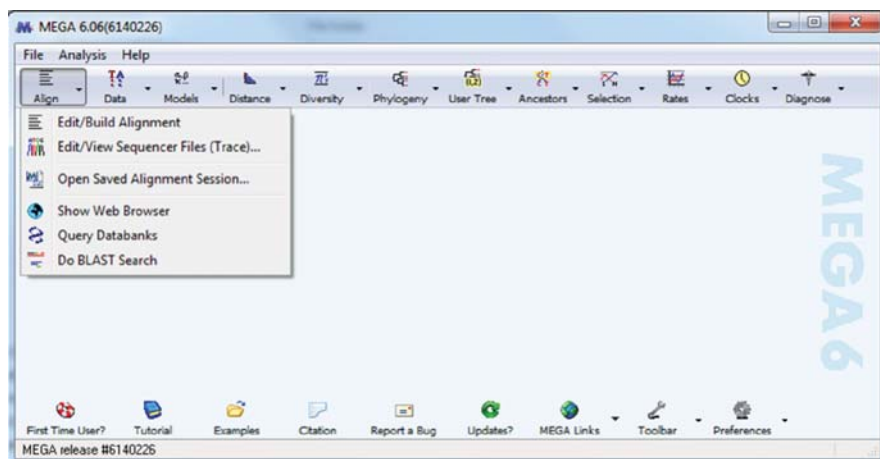 MEGA 6.06(6140226)
File Analysis Help
Align Data Models Distance Diversity Phylogeny User Tree Ancestors Selection Rates Clocks Diagnose
Edit/Build Alignment
Edit/View Sequencer Files (Trace)...
Open Saved Alignment Session...
Show Web Browser
Query Databanks
Do BLAST Search
MEGA6
First Time User? Tutorial Examples Citation Report a Bug Updates? MEGA Links Toolbar Preferences
MEGA release #6140226